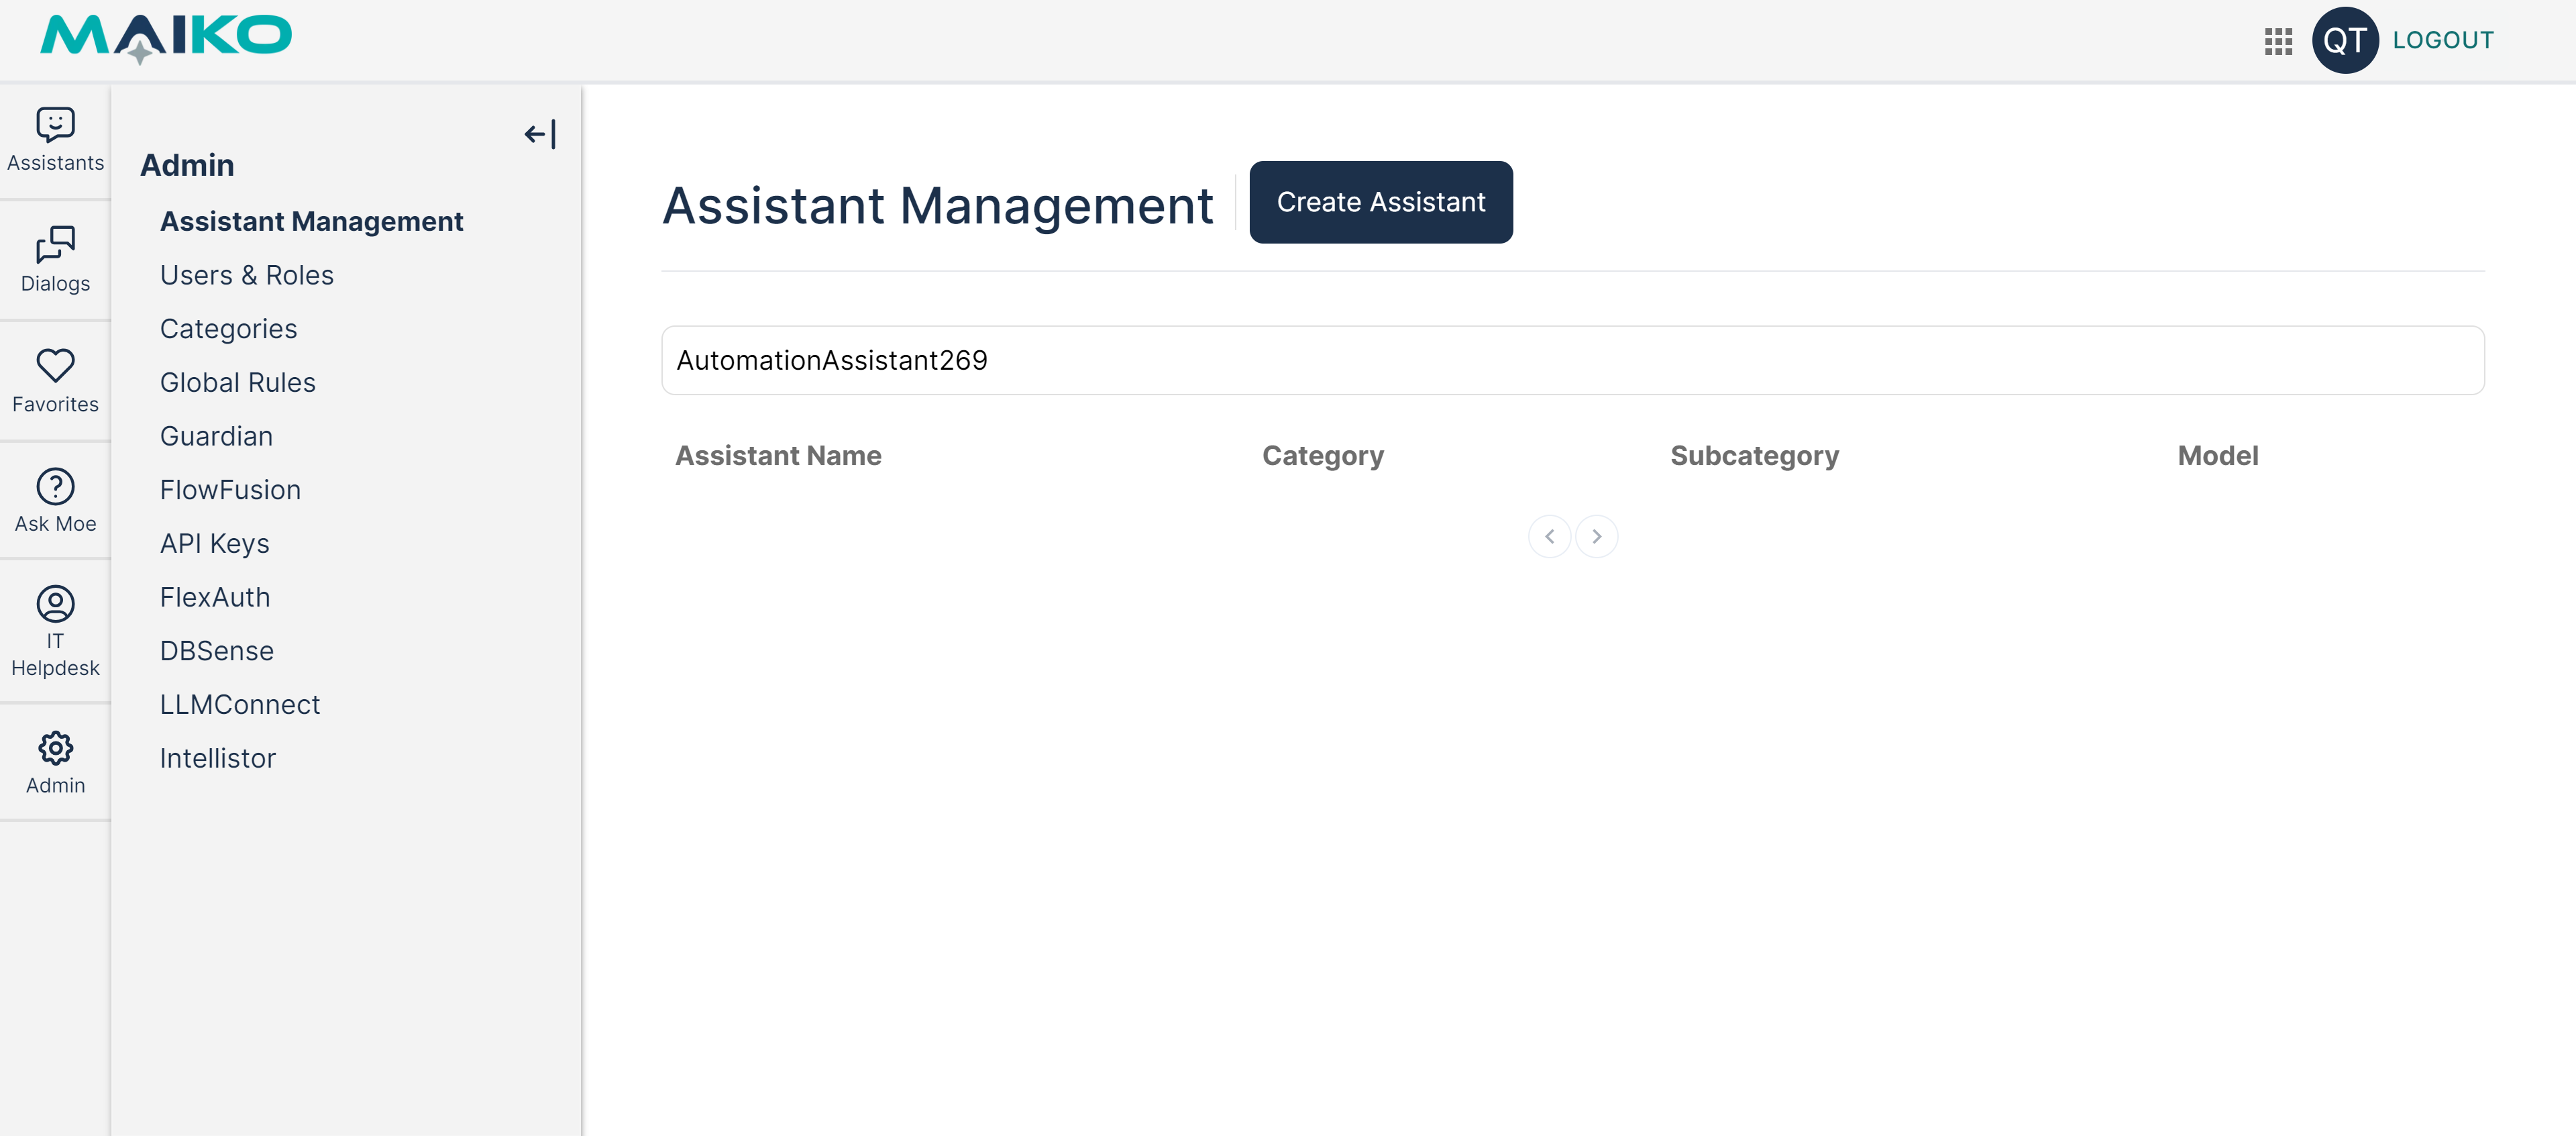 MAIKO
QT
LOGOUT
Assistants
Dialogs
Favorites
Ask Moe
IT
Helpdesk
Admin
Admin
Assistant Management
Users & Roles
Categories
Global Rules
Guardian
FlowFusion
API Keys
FlexAuth
DBSense
LLMConnect
Intellistor
Assistant Management
Create Assistant
AutomationAssistant269
Assistant Name Category Subcategory Model